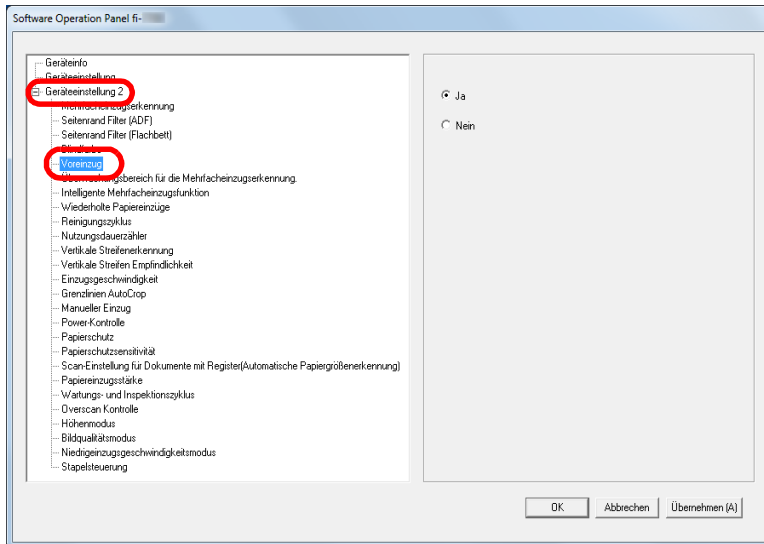 Software Operation Panel fi-
Geräteinfo
Geräteeinstellung
Geräteeinstellung 2
Mehrfacheinzugserkennung
Seitenrand Filter (ADF)
Seitenrand Filter (Flachbett)
Blindfarbe
Voreinzug
Überwachungsbereich für die Mehrfacheinzugserkennung.
Intelligente Mehrfacheinzugsfunktion
Wiederholte Papiereinzüge
Reinigungszyklus
Nutzungsdauerzähler
Vertikale Streifenerkennung
Vertikale Streifen Empfindlichkeit
Einzugsgeschwindigkeit
Grenzlinien AutoCrop
Manueller Einzug
Power-Kontrolle
Papierschutz
Papierschutzsensitivität
Scan-Einstellung für Dokumente mit Register(Automatische Papiergrößenerkennung)
Papiereinzugsstärke
Wartungs- und Inspektionszyklus
Overscan Kontrolle
Höhenmodus
Bildqualitätsmodus
Niedrigeinzugsgeschwindigkeitsmodus
Stapelsteuerung
Ja
Nein
OK
Abbrechen
Übernehmen (A)